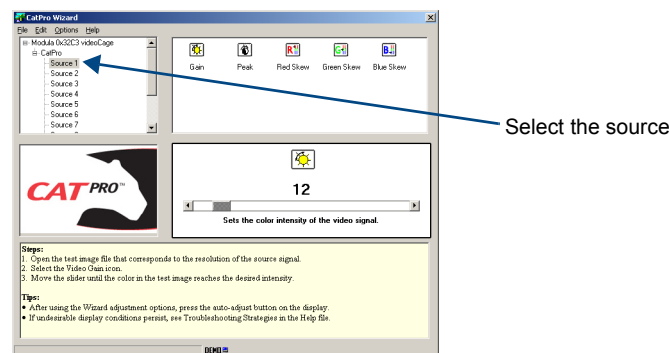 CatPro Wizard
File Edit Options Help
Modula 0x32C3 videoCage
CatPro
Source 1
Source 2
Source 3
Source 4
Source 5
Source 6
Source 7
Gain Peak Red Skew Green Skew Blue Skew
R G B
Select the source
CATPRO™
12
Sets the color intensity of the video signal.
Steps:
1. Open the test image file that corresponds to the resolution of the source signal.
2. Select the Video Gain icon.
3. Move the slider until the color in the test image reaches the desired intensity.
Tips:
• After using the Wizard adjustment options, press the auto-adjust button on the display.
• If undesirable display conditions persist, see Troubleshooting Strategies in the Help file.
DEMO